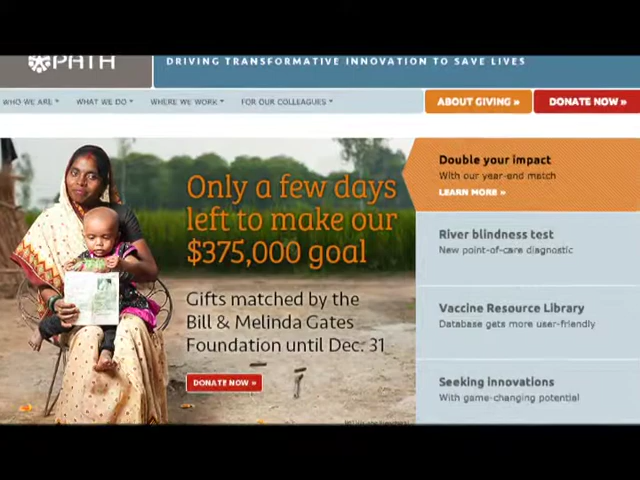 PATH
DRIVING TRANSFORMATIVE INNOVATION TO SAVE LIVES
WHO WE ARE
WHAT WE DO
WHERE WE WORK
FOR OUR COLLEAGUES
ABOUT GIVING »
DONATE NOW »
Only a few days
left to make our
$375,000 goal
Gifts matched by the
Bill & Melinda Gates
Foundation until Dec. 31
DONATE NOW »
Double your impact
With our year-end match
LEARN MORE »
River blindness test
New point-of-care diagnostic
Vaccine Resource Library
Database gets more user-friendly
Seeking innovations
With game-changing potential